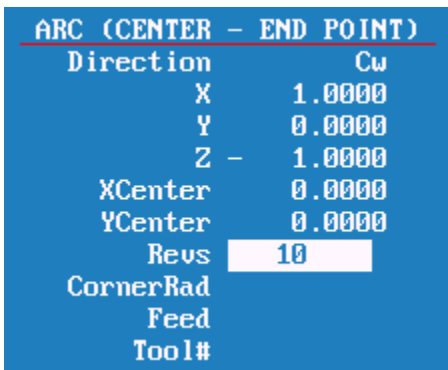 ARC (CENTER - END POINT)
Direction Cw
X 1.0000
Y 0.0000
Z - 1.0000
XCenter 0.0000
YCenter 0.0000
Revs 10
CornerRad
Feed
Tool#